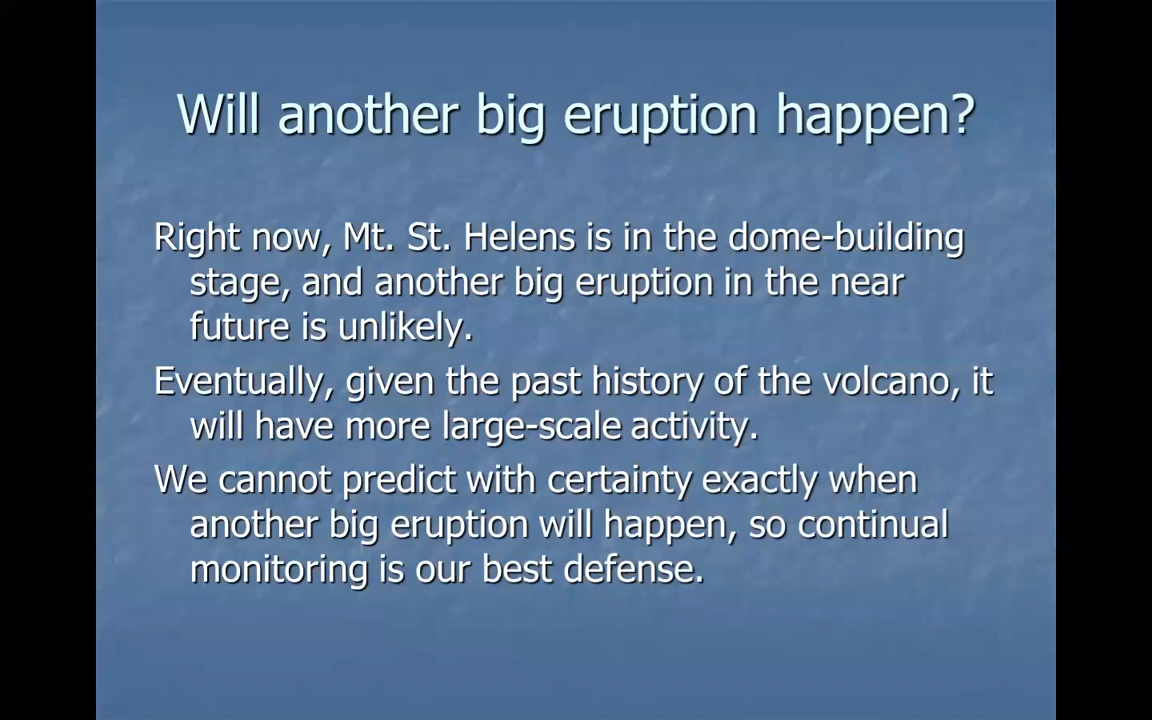 Will another big eruption happen?
Right now, Mt. St. Helens is in the dome-building
stage, and another big eruption in the near
future is unlikely.
Eventually, given the past history of the volcano, it
will have more large-scale activity.
We cannot predict with certainty exactly when
another big eruption will happen, so continual
monitoring is our best defense.